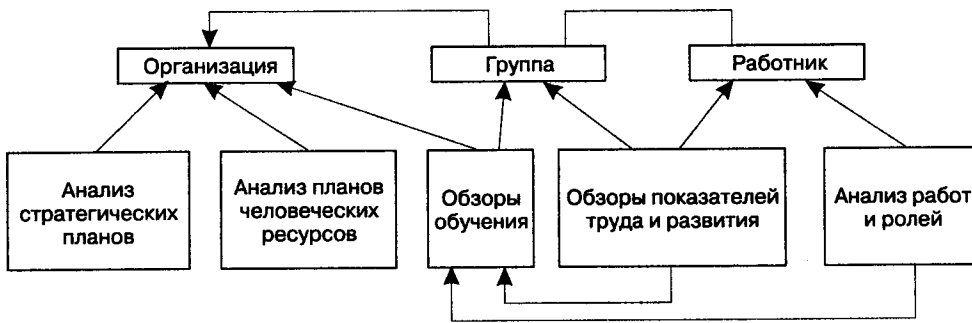 Организация
Группа
Работник
Анализ
стратегических
планов
Анализ планов
человеческих
ресурсов
Обзоры
обучения
Обзоры показателей
труда и развития
Анализ работ
и ролей